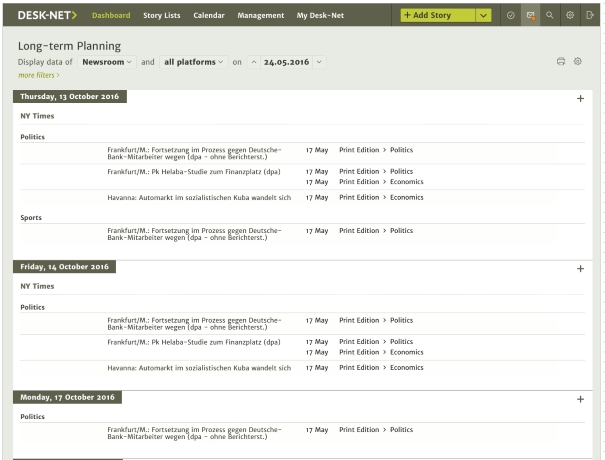 DESK-NET> Dashboard Story Lists Calendar Management My Desk-Net + Add Story
Long-term Planning
Display data of Newsroom and all platforms on 24.05.2016
more filters >
Thursday, 13 October 2016 +
NY Times
Politics
Frankfurt/M.: Fortsetzung im Prozess gegen Deutsche- 17 May Print Edition > Politics
Bank-Mitarbeiter wegen (dpa - ohne Berichterst.)
Frankfurt/M.: Pk Helaba-Studie zum Finanzplatz (dpa) 17 May Print Edition > Politics
17 May Print Edition > Economics
Havanna: Automarkt im sozialistischen Kuba wandelt sich 17 May Print Edition > Economics
Sports
Frankfurt/M.: Fortsetzung im Prozess gegen Deutsche- 17 May Print Edition > Politics
Bank-Mitarbeiter wegen (dpa - ohne Berichterst.)
Friday, 14 October 2016 +
NY Times
Politics
Frankfurt/M.: Fortsetzung im Prozess gegen Deutsche- 17 May Print Edition > Politics
Bank-Mitarbeiter wegen (dpa - ohne Berichterst.)
Frankfurt/M.: Pk Helaba-Studie zum Finanzplatz (dpa) 17 May Print Edition > Politics
17 May Print Edition > Economics
Havanna: Automarkt im sozialistischen Kuba wandelt sich 17 May Print Edition > Economics
Monday, 17 October 2016 +
Politics
Frankfurt/M.: Fortsetzung im Prozess gegen Deutsche- 17 May Print Edition > Politics
Bank-Mitarbeiter wegen (dpa - ohne Berichterst.)